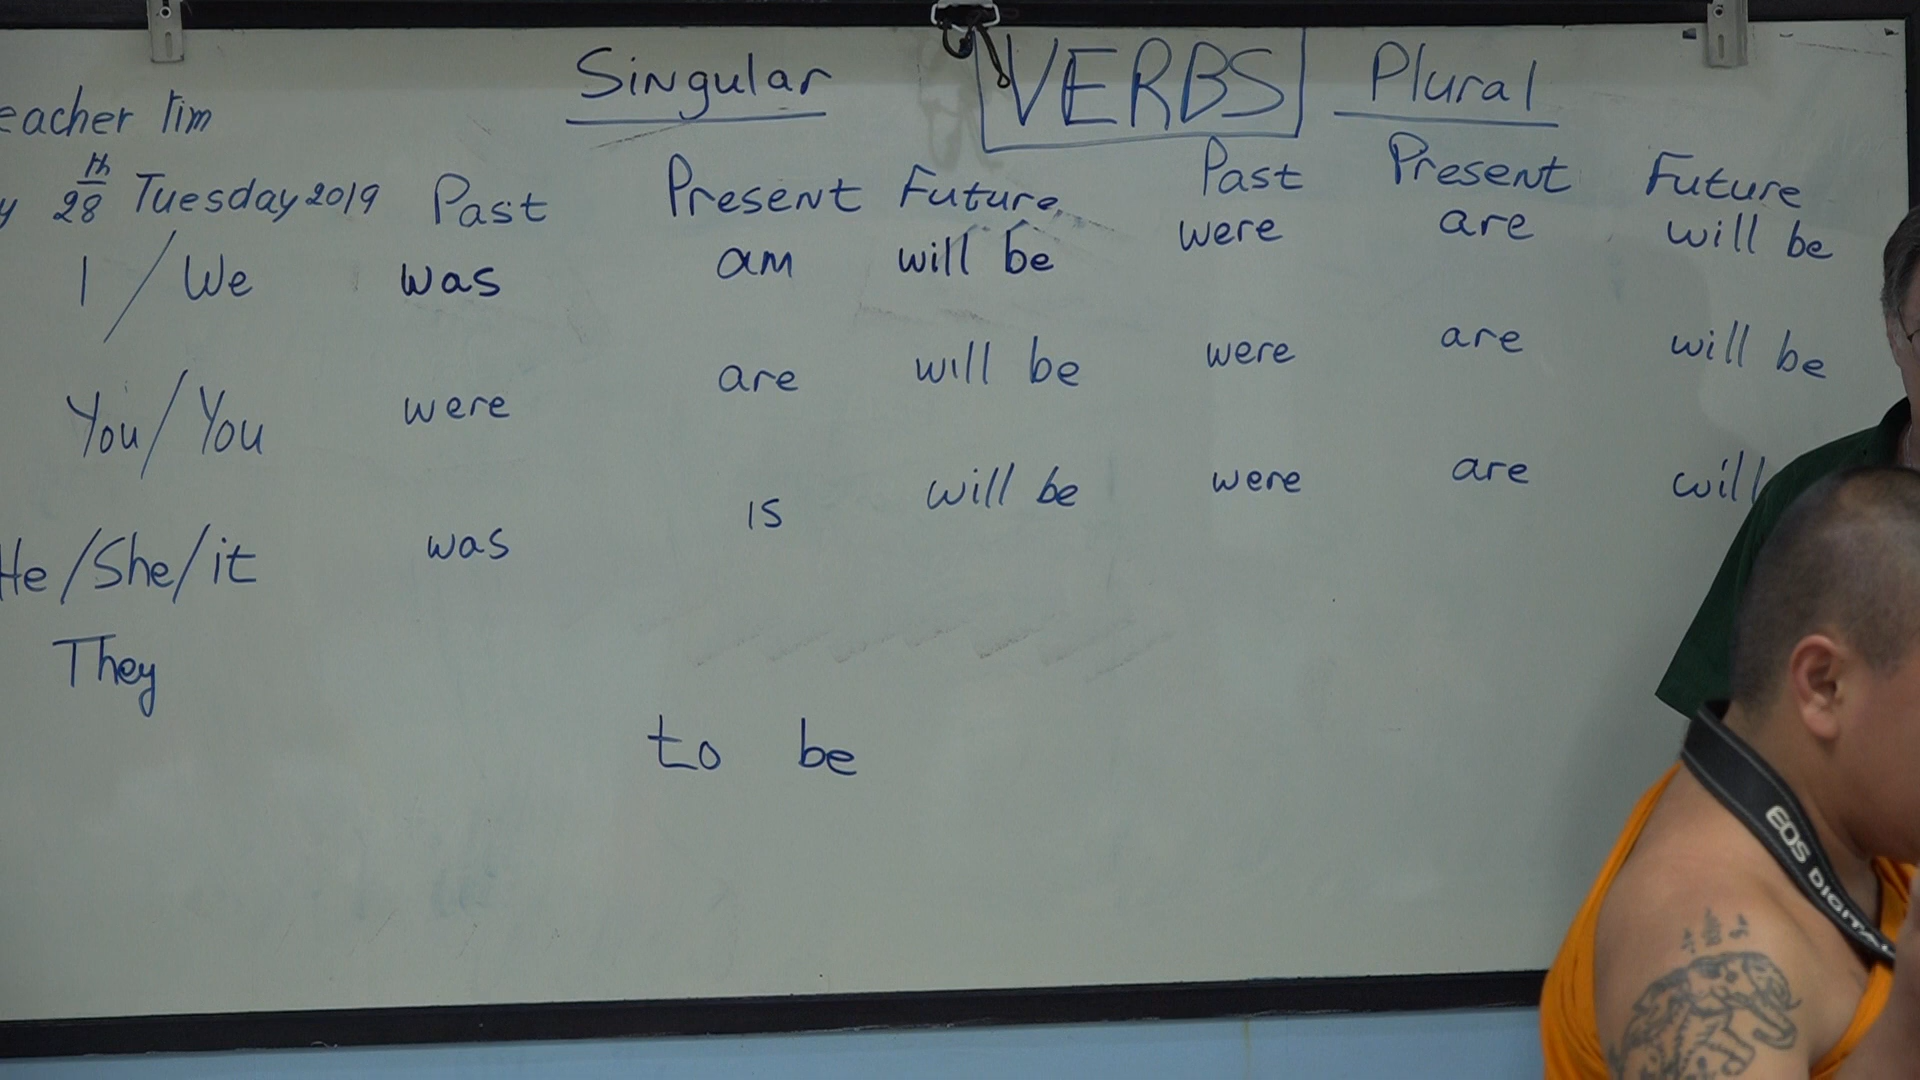 Singular VERBS Plural
eacher Tim
y 28th Tuesday 2019 Past Present Future Past Present Future
I / We was am will be were are will be
You / You were are will be were are will be
He / She / it was is will be were are will
They
to be
EOS DIGITAL